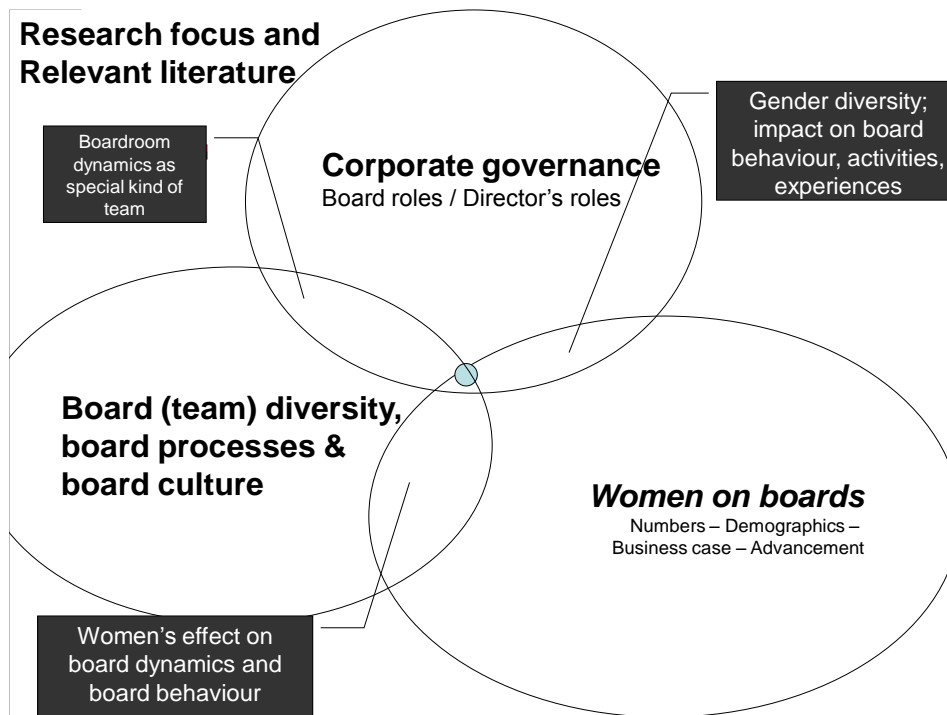 Research focus and
Relevant literature
Boardroom
dynamics as
special kind of
team
Corporate governance
Board roles / Director's roles
Gender diversity;
impact on board
behaviour, activities,
experiences
Board (team) diversity,
board processes &
board culture
Women on boards
Numbers – Demographics –
Business case – Advancement
Women's effect on
board dynamics and
board behaviour